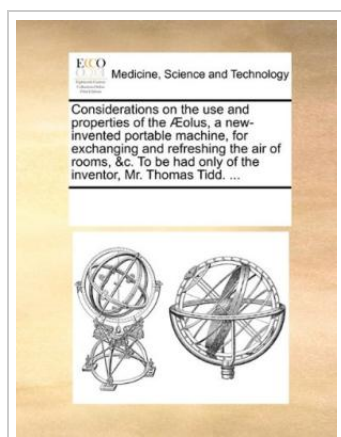 ECCO
Medicine, Science and Technology
Considerations on the use and
properties of the Æolus, a new-
invented portable machine, for
exchanging and refreshing the air of
rooms, &c. To be had only of the
inventor, Mr. Thomas Tidd. ...